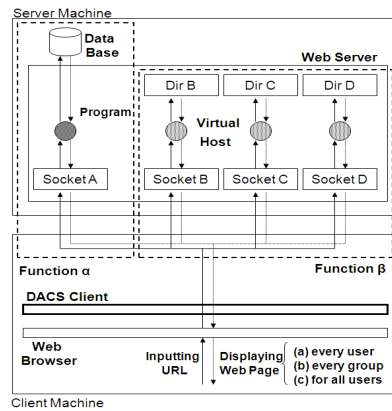 Server Machine
Data
Base
Web Server
Dir B
Dir C
Dir D
Program
Virtual
Host
Socket A
Socket B
Socket C
Socket D
Function α
Function β
DACS Client
Web
Browser
Inputting
URL
Displaying
Web Page
(a) every user
(b) every group
(c) for all users
Client Machine